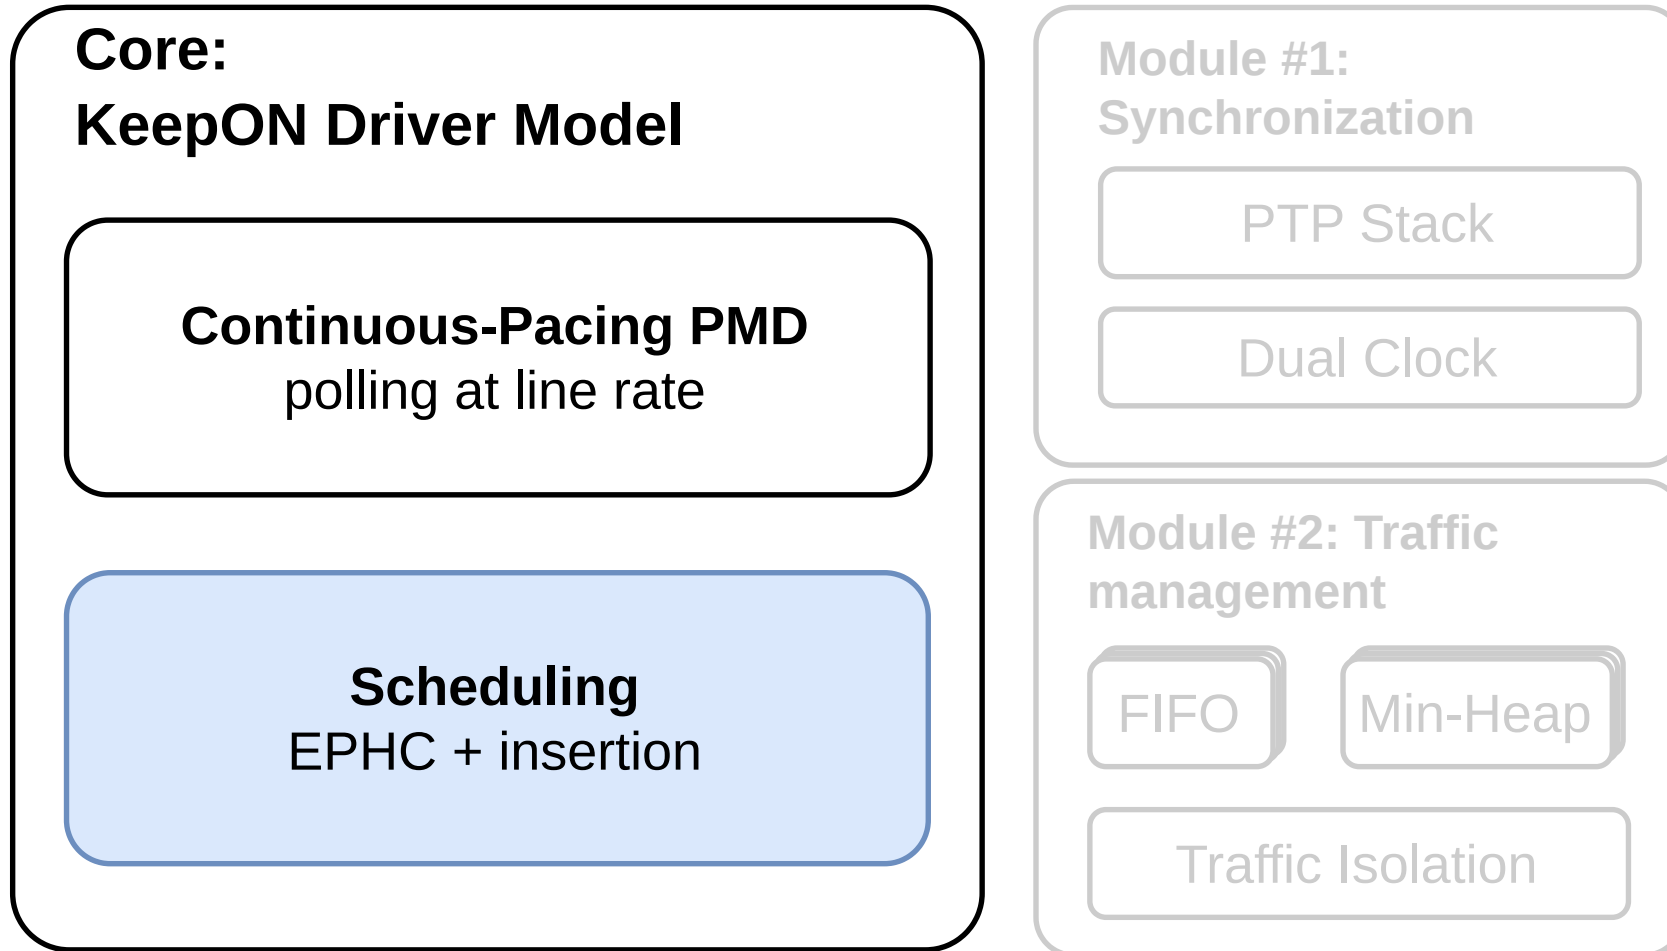 Core:
KeepON Driver Model
Continuous-Pacing PMD
polling at line rate
Scheduling
EPHC + insertion
Module #1:
Synchronization
PTP Stack
Dual Clock
Module #2: Traffic
management
FIFO
Min-Heap
Traffic Isolation